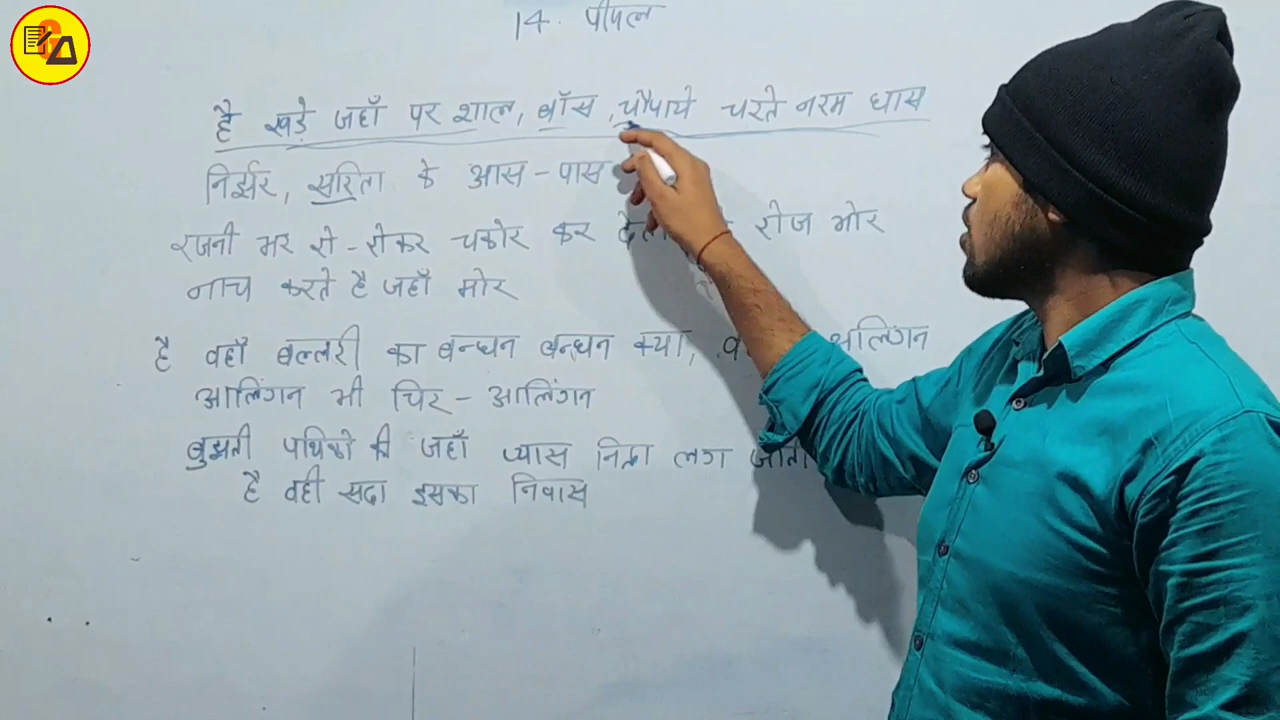 14. पीपल
है खड़े जहाँ पर शाल, बाँस, चौपाये चरते नरम घास
निर्झर, सरिता के आस-पास
रजनी भर रो-रोकर चकोर कर रोज भोर
नाच करते है जहाँ मोर
है वहाँ बल्लरी का बन्धन बन्धन क्या, आलिंगन
आलिंगन भी चिर-आलिंगन
बुझती पथिको की जहाँ प्यास निद्रा लग जाती
है वही सदा इसका निवास